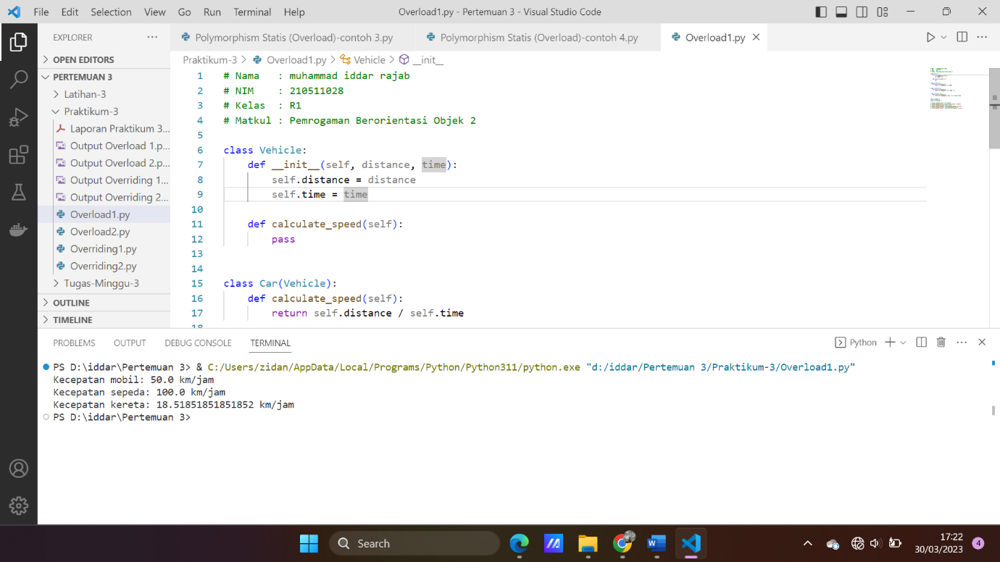 File Edit Selection View Go Run Terminal Help Overload1.py - Pertemuan 3 - Visual Studio Code
EXPLORER
OPEN EDITORS
PERTEMUAN 3
Latihan-3
Praktikum-3
Laporan Praktikum 3...
Output Overload 1.p...
Output Overload 2.p...
Output Overriding 1...
Output Overriding 2...
Overload1.py
Overload2.py
Overriding1.py
Overriding2.py
Tugas-Minggu-3
OUTLINE
TIMELINE
Polymorphism Statis (Overload)-contoh 3.py Polymorphism Statis (Overload)-contoh 4.py Overload1.py
Praktikum-3 > Overload1.py > Vehicle > __init__
1 # Nama   : muhammad iddar rajab
2 # NIM    : 210511028
3 # Kelas  : R1
4 # Matkul : Pemrogaman Berorientasi Objek 2
5
6 class Vehicle:
7     def __init__(self, distance, time):
8         self.distance = distance
9         self.time = time
10
11     def calculate_speed(self):
12         pass
13
14
15 class Car(Vehicle):
16     def calculate_speed(self):
17         return self.distance / self.time
18
PROBLEMS OUTPUT DEBUG CONSOLE TERMINAL Python
PS D:\iddar\Pertemuan 3> & C:/Users/zidan/AppData/Local/Programs/Python/Python311/python.exe "d:/iddar/Pertemuan 3/Praktikum-3/Overload1.py"
Kecepatan mobil: 50.0 km/jam
Kecepatan sepeda: 100.0 km/jam
Kecepatan kereta: 18.51851851851852 km/jam
PS D:\iddar\Pertemuan 3>
Search
17:22
30/03/2023
4